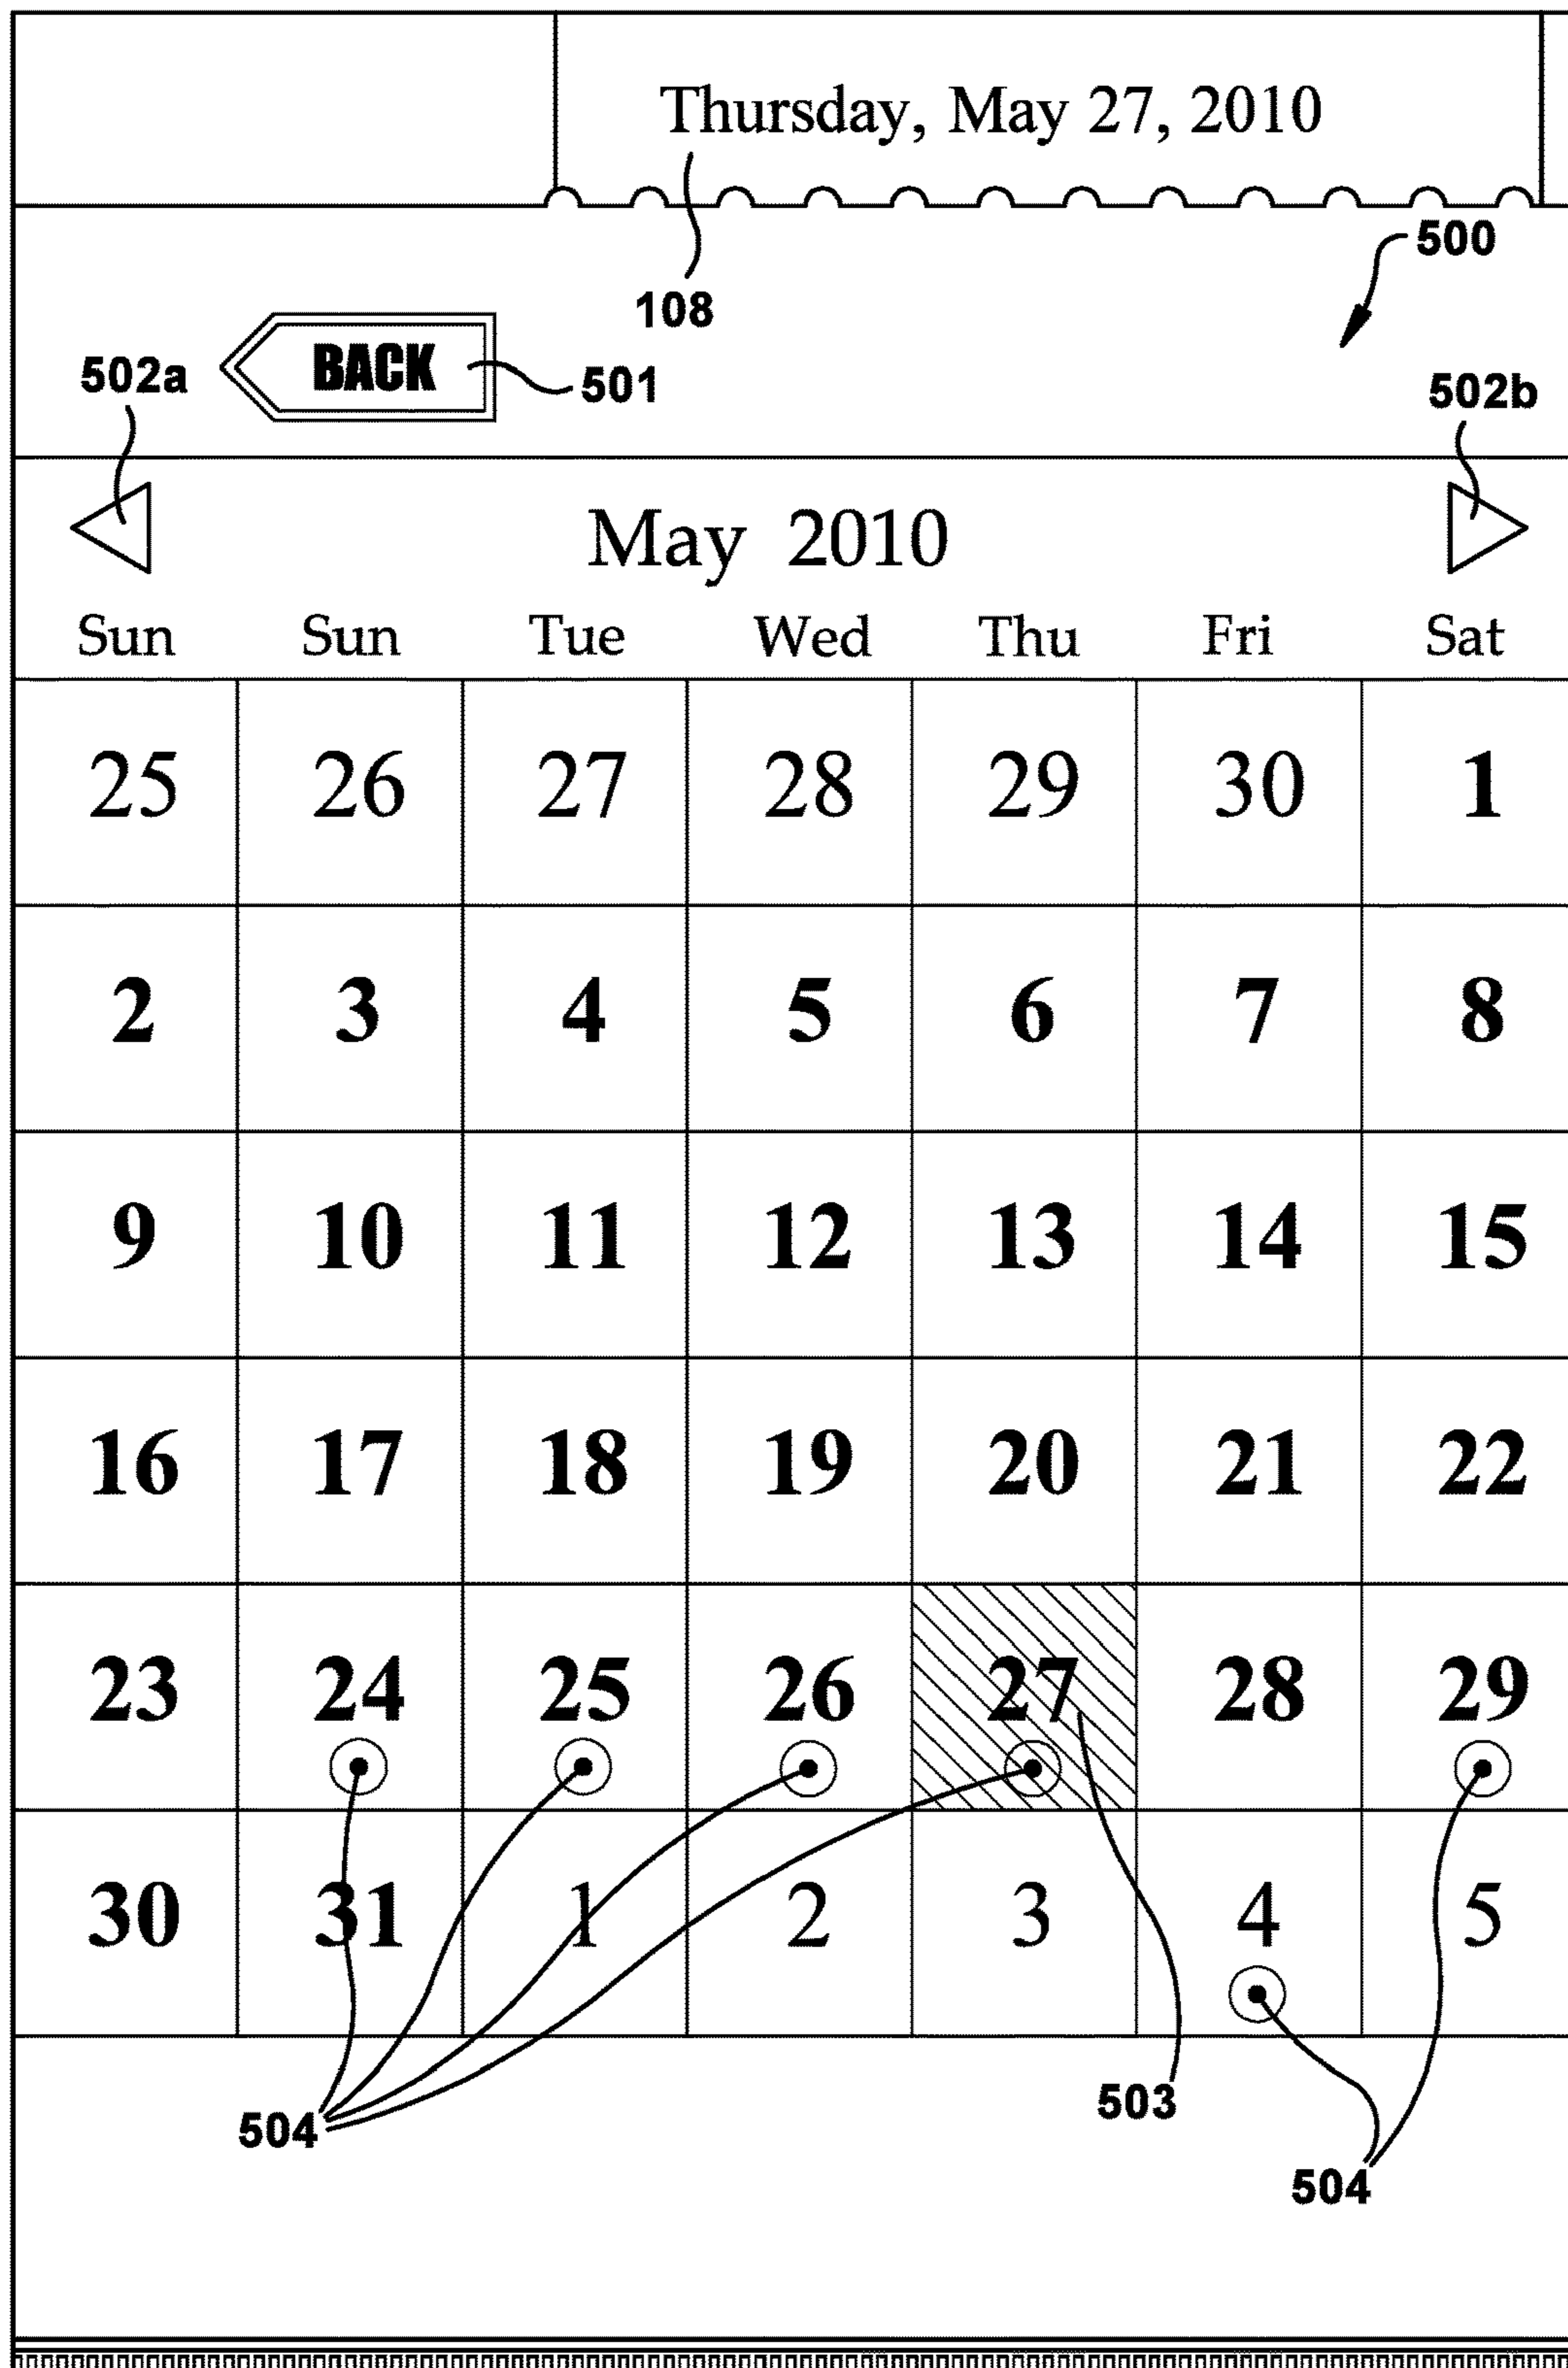 Thursday, May 27, 2010
500
108
502a BACK 501 502b
May 2010
Sun Sun Tue Wed Thu Fri Sat
25 26 27 28 29 30 1
2 3 4 5 6 7 8
9 10 11 12 13 14 15
16 17 18 19 20 21 22
23 24 25 26 27 28 29
30 31 1 2 3 4 5
503
504
504